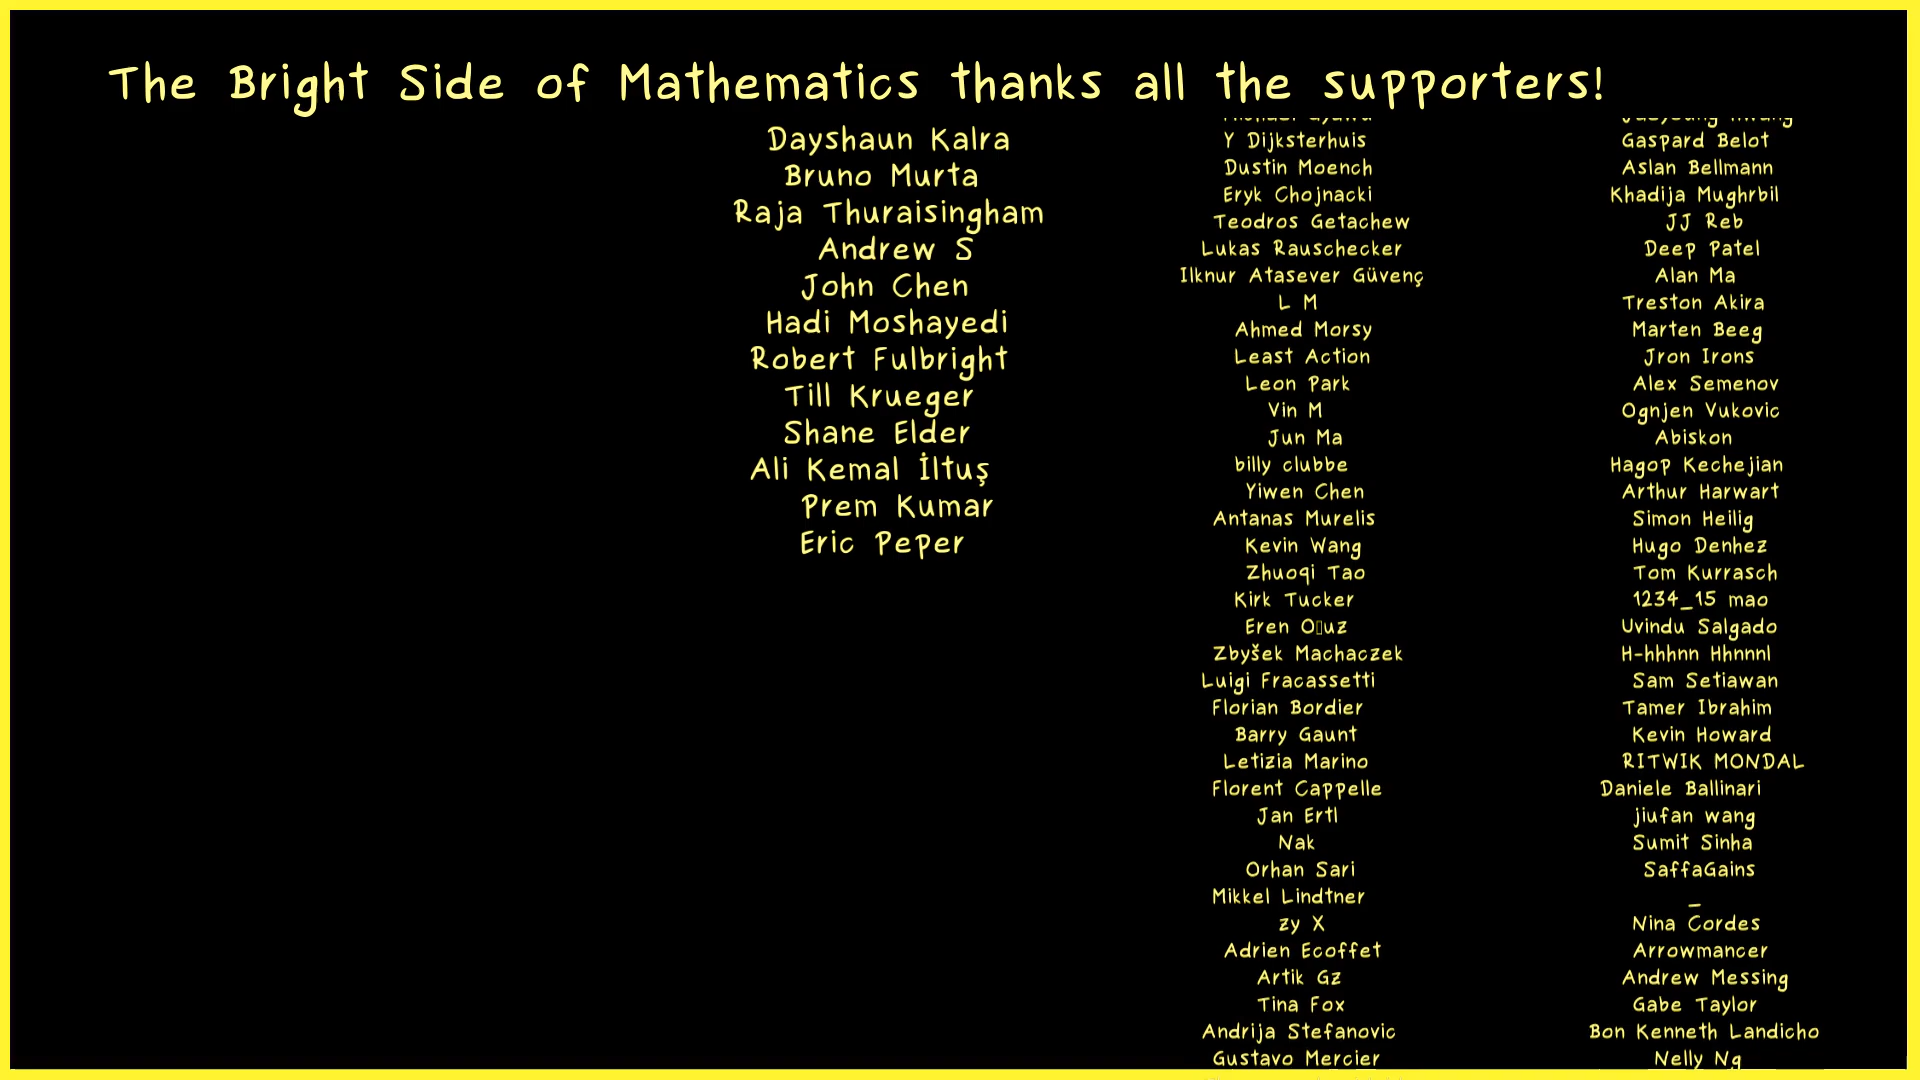 The Bright Side of Mathematics thanks all the supporters!
Dayshaun Kalra
Bruno Murta
Raja Thuraisingham
Andrew S
John Chen
Hadi Moshayedi
Robert Fulbright
Till Krueger
Shane Elder
Ali Kemal İltuş
Prem Kumar
Eric Peper
Y Dijksterhuis
Dustin Moench
Eryk Chojnacki
Teodros Getachew
Lukas Rauschecker
Ilknur Atasever Güvenç
L M
Ahmed Morsy
Least Action
Leon Park
Vin M
Jun Ma
billy clubbe
Yiwen Chen
Antanas Murelis
Kevin Wang
Zhuoqi Tao
Kirk Tucker
Eren O▯uz
Zbyšek Machaczek
Luigi Fracassetti
Florian Bordier
Barry Gaunt
Letizia Marino
Florent Cappelle
Jan Ertl
Nak
Orhan Sari
Mikkel Lindtner
zy X
Adrien Ecoffet
Artik Gz
Tina Fox
Andrija Stefanovic
Gustavo Mercier
Gaspard Belot
Aslan Bellmann
Khadija Mughrbil
JJ Reb
Deep Patel
Alan Ma
Treston Akira
Marten Beeg
Jron Irons
Alex Semenov
Ognjen Vukovic
Abiskon
Hagop Kechejian
Arthur Harwart
Simon Heilig
Hugo Denhez
Tom Kurrasch
1234_15 mao
Uvindu Salgado
H-hhhnn Hhnnnl
Sam Setiawan
Tamer Ibrahim
Kevin Howard
RITWIK MONDAL
Daniele Ballinari
jiufan wang
Sumit Sinha
SaffaGains
_
Nina Cordes
Arrowmancer
Andrew Messing
Gabe Taylor
Bon Kenneth Landicho
Nelly Ng